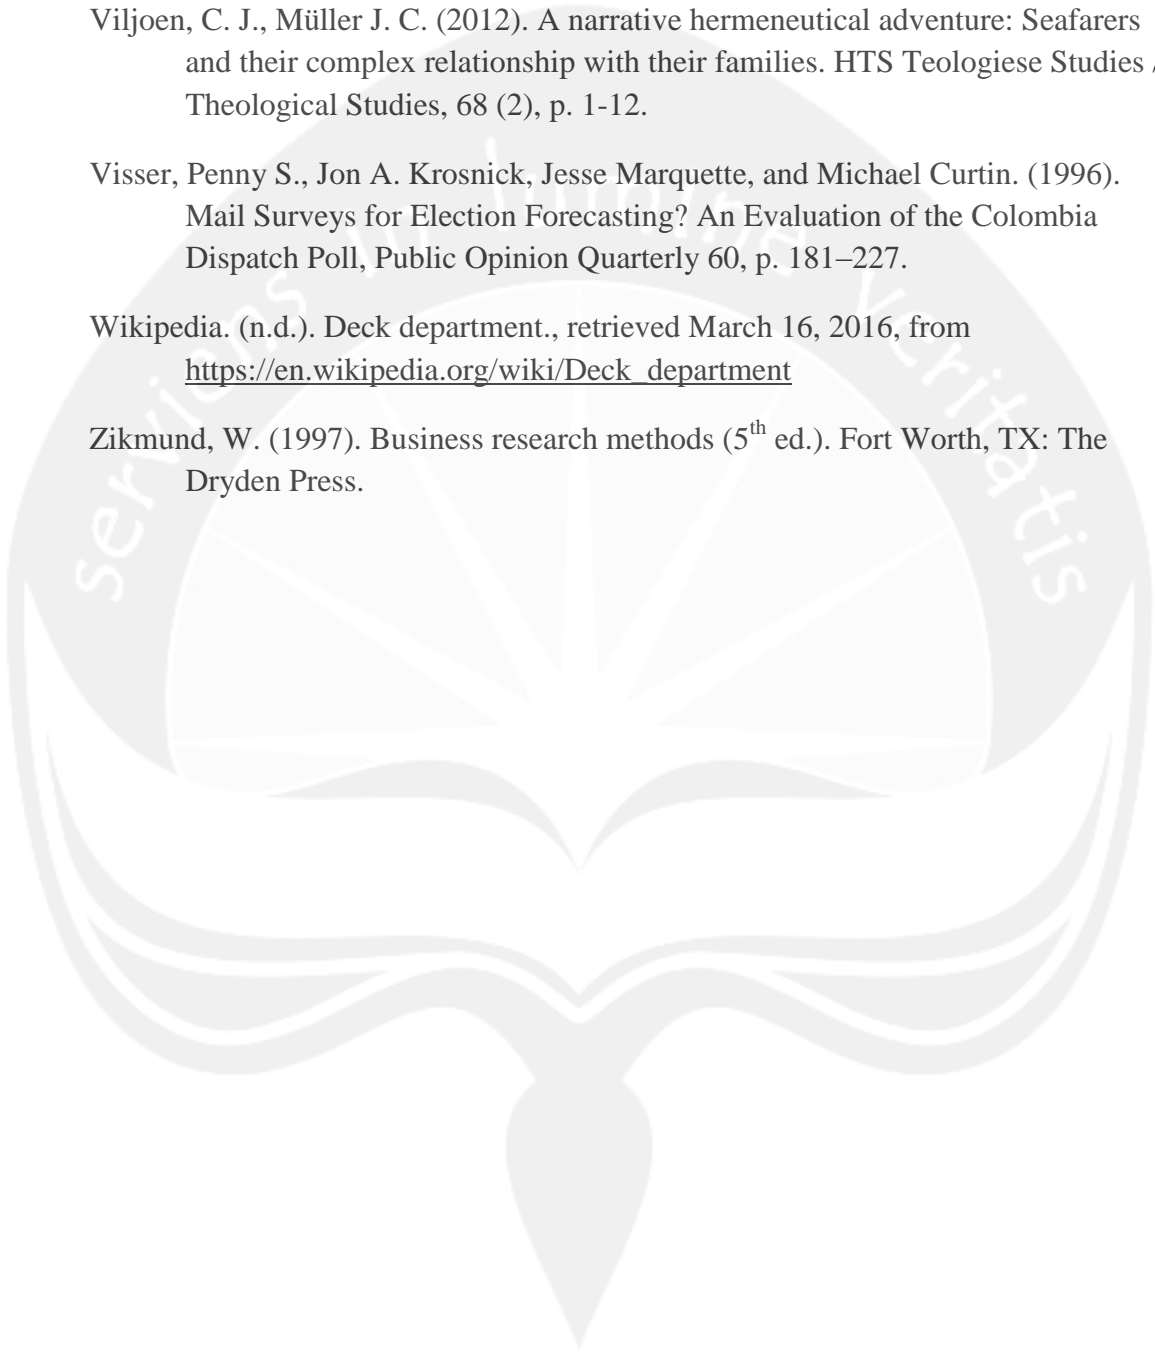 Viljoen, C. J., Müller J. C. (2012). A narrative hermeneutical adventure: Seafarers
and their complex relationship with their families. HTS Teologiese Studies /
Theological Studies, 68 (2), p. 1-12.
Visser, Penny S., Jon A. Krosnick, Jesse Marquette, and Michael Curtin. (1996).
Mail Surveys for Election Forecasting? An Evaluation of the Colombia
Dispatch Poll, Public Opinion Quarterly 60, p. 181–227.
Wikipedia. (n.d.). Deck department., retrieved March 16, 2016, from
https://en.wikipedia.org/wiki/Deck_department
Zikmund, W. (1997). Business research methods (5th ed.). Fort Worth, TX: The
Dryden Press.
serviens in lumine veritatis